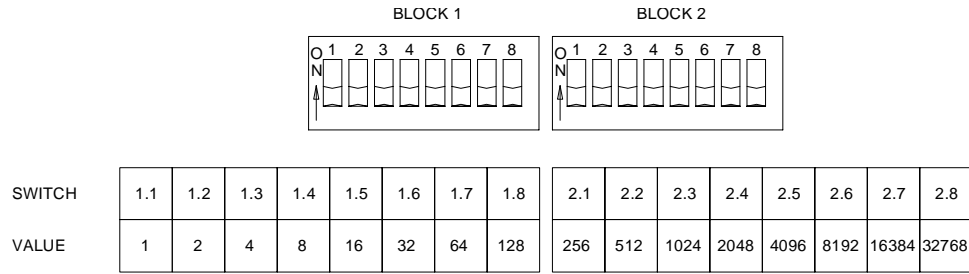 BLOCK 1 BLOCK 2
O 1 2 3 4 5 6 7 8 O 1 2 3 4 5 6 7 8
N N
SWITCH 1.1 1.2 1.3 1.4 1.5 1.6 1.7 1.8 2.1 2.2 2.3 2.4 2.5 2.6 2.7 2.8
VALUE 1 2 4 8 16 32 64 128 256 512 1024 2048 4096 8192 16384 32768